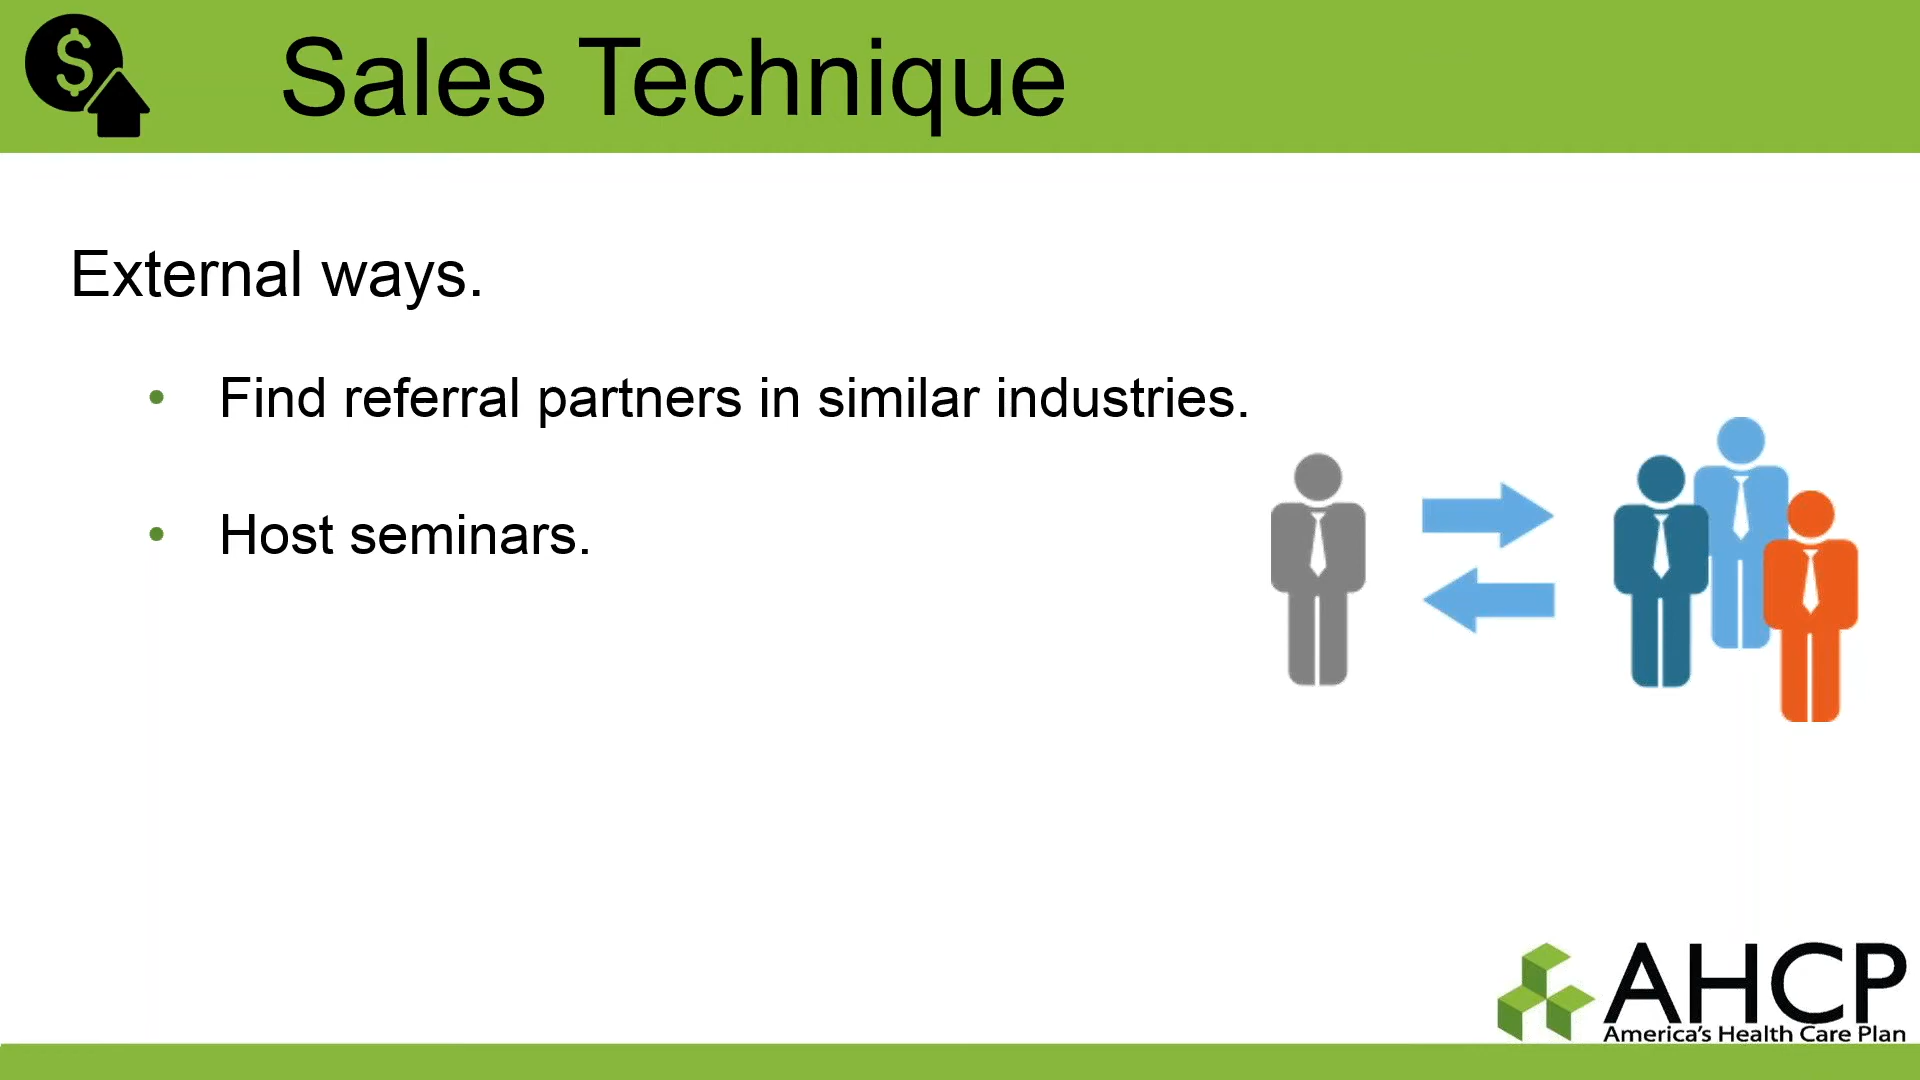 $
Sales Technique
External ways.
• Find referral partners in similar industries.
• Host seminars.
AHCP
America's Health Care Plan